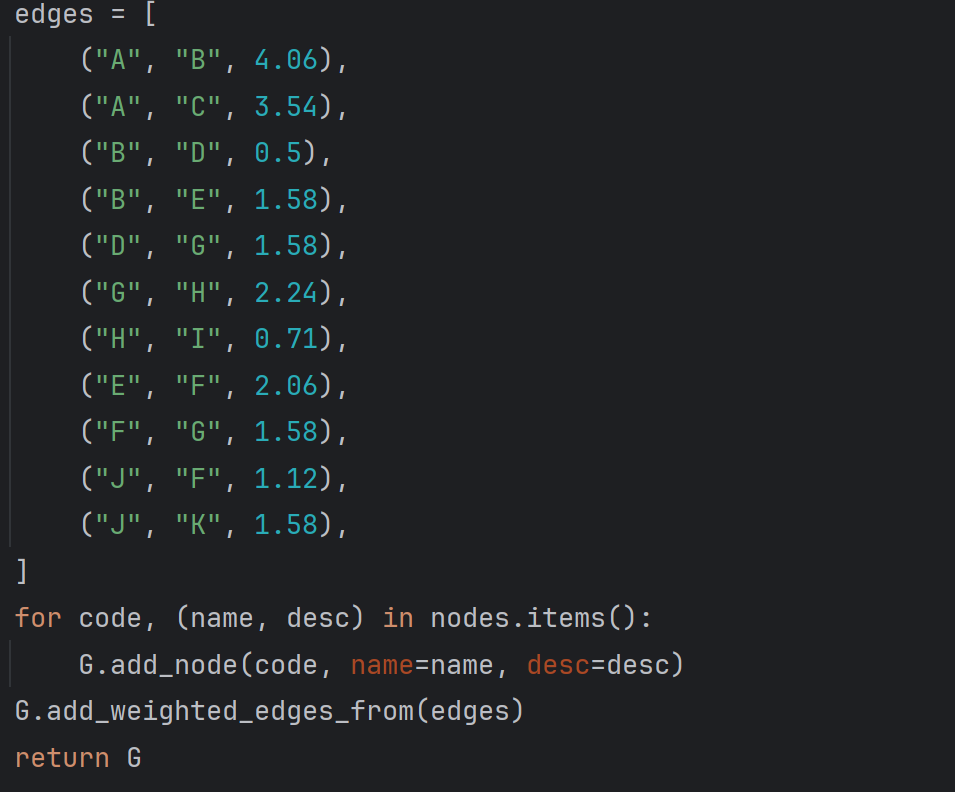 edges = [
    ("A", "B", 4.06),
    ("A", "C", 3.54),
    ("B", "D", 0.5),
    ("B", "E", 1.58),
    ("D", "G", 1.58),
    ("G", "H", 2.24),
    ("H", "I", 0.71),
    ("E", "F", 2.06),
    ("F", "G", 1.58),
    ("J", "F", 1.12),
    ("J", "K", 1.58),
]
for code, (name, desc) in nodes.items():
    G.add_node(code, name=name, desc=desc)
G.add_weighted_edges_from(edges)
return G